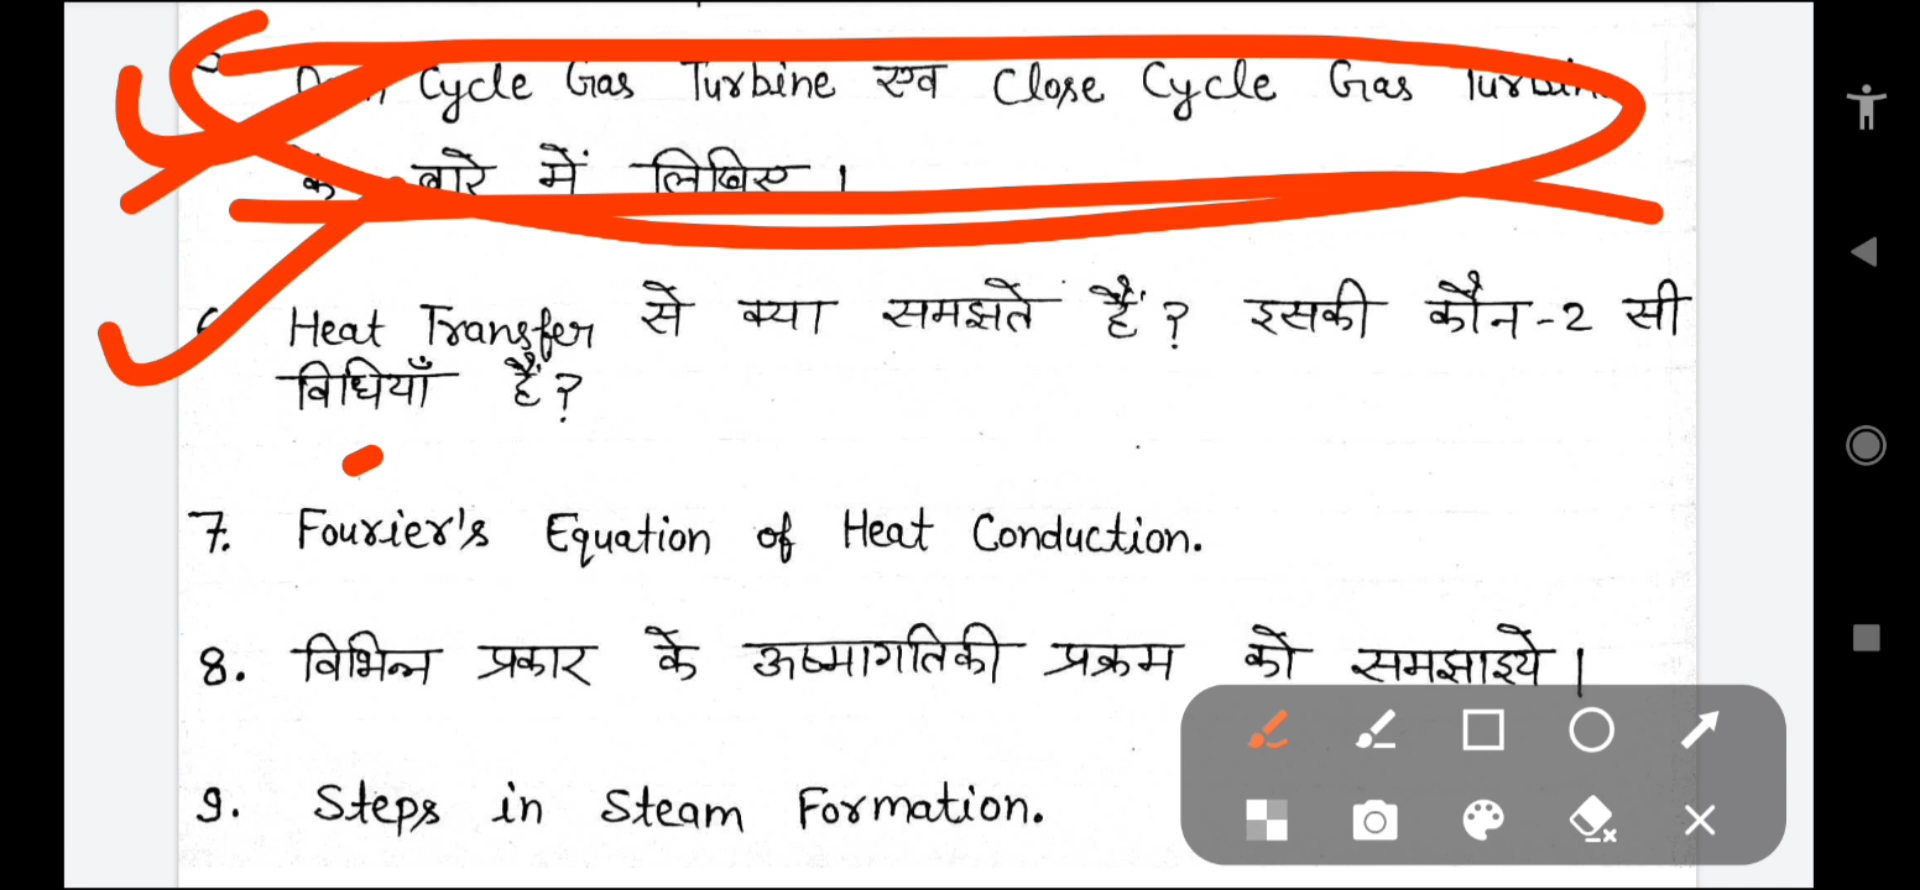 Cycle Gas Turbine एवं Close Cycle Gas
बारे में लिखिए।
Heat Transfer से क्या समझते हैं? इसकी कौन-2 सी
विधियाँ हैं?
7. Fourier's Equation of Heat Conduction.
8. विभिन्न प्रकार के ऊष्मागतिकी प्रक्रम को समझाइये।
9. Steps in Steam Formation.